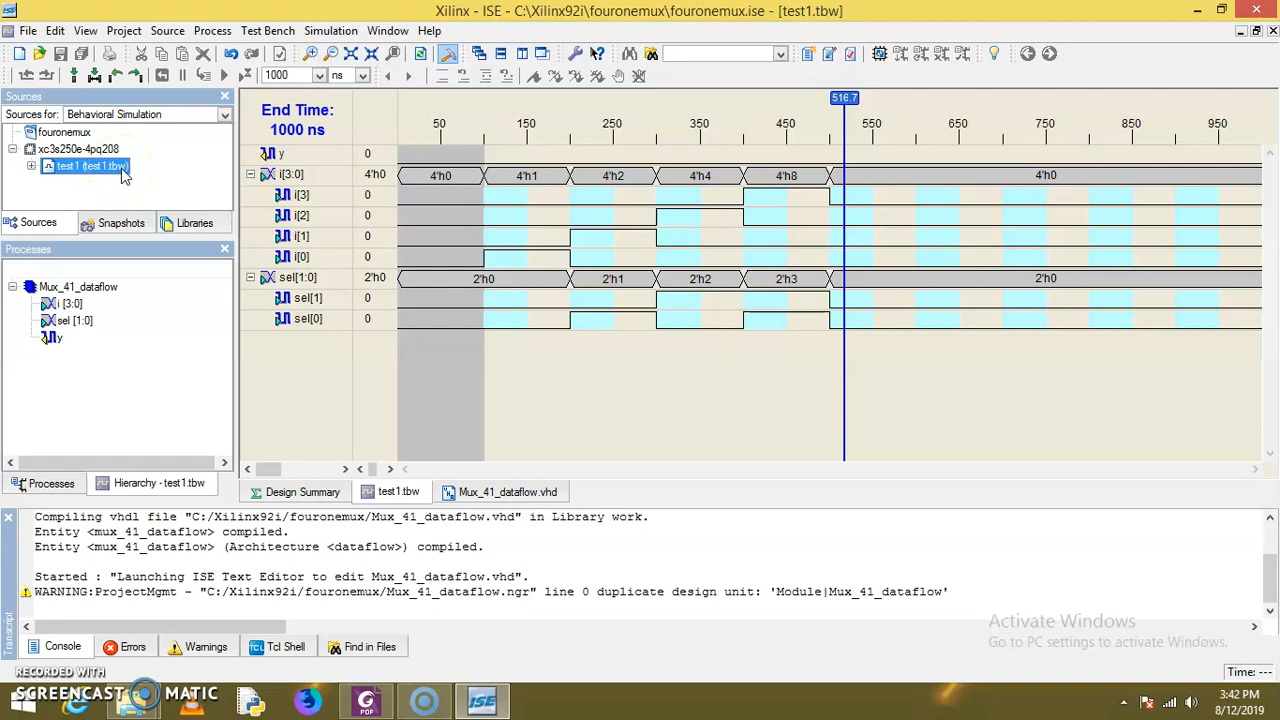 Xilinx - ISE - C:\Xilinx92i\fouronemux\fouronemux.ise - [test1.tbw]
File Edit View Project Source Process Test Bench Simulation Window Help
1000 ns
Sources
Sources for: Behavioral Simulation
fouronemux
xc3s250e-4pq208
test1 (test1.tbw)
Sources Snapshots Libraries
Processes
Mux_41_dataflow
i [3:0]
sel [1:0]
y
Processes Hierarchy - test1.tbw
End Time:
1000 ns
516.7
50 150 250 350 450 550 650 750 850 950
y 0
i[3:0] 4'h0 4'h0 4'h1 4'h2 4'h4 4'h8 4'h0
i[3] 0
i[2] 0
i[1] 0
i[0] 0
sel[1:0] 2'h0 2'h0 2'h1 2'h2 2'h3 2'h0
sel[1] 0
sel[0] 0
Design Summary test1.tbw Mux_41_dataflow.vhd
Compiling vhdl file "C:/Xilinx92i/fouronemux/Mux_41_dataflow.vhd" in Library work.
Entity <mux_41_dataflow> compiled.
Entity <mux_41_dataflow> (Architecture <dataflow>) compiled.
Started : "Launching ISE Text Editor to edit Mux_41_dataflow.vhd".
WARNING:ProjectMgmt - "C:/Xilinx92i/fouronemux/Mux_41_dataflow.ngr" line 0 duplicate design unit: 'Module|Mux_41_dataflow'
Transcript
Console Errors Warnings Tcl Shell Find in Files
Activate Windows
Go to PC settings to activate Windows.
Time: ---
RECORDED WITH
SCREENCAST MATIC
ISE
3:42 PM
8/12/2019